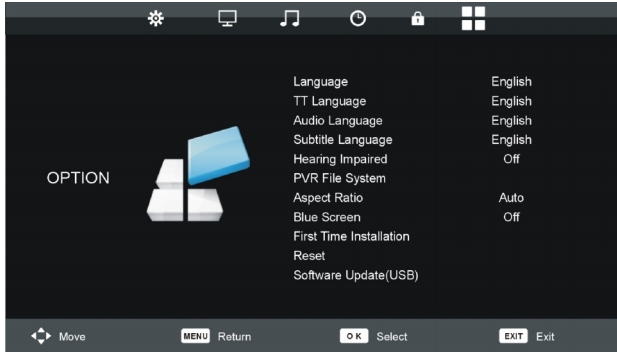 OPTION
Language English
TT Language English
Audio Language English
Subtitle Language English
Hearing Impaired Off
PVR File System
Aspect Ratio Auto
Blue Screen Off
First Time Installation
Reset
Software Update(USB)
Move MENU Return OK Select EXIT Exit